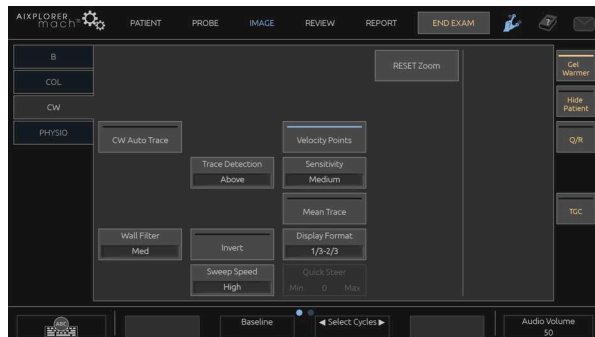 AIXPLORER
mach
PATIENT
PROBE
IMAGE
REVIEW
REPORT
END EXAM
B
COL
CW
PHYSIO
RESET Zoom
Gel
Warmer
Hide
Patient
Q/R
TGC
CW Auto Trace
Velocity Points
Trace Detection
Above
Sensitivity
Medium
Mean Trace
Wall Filter
Med
Invert
Display Format
1/3-2/3
Sweep Speed
High
Quick Steer
Min 0 Max
ABC
Baseline
◀ Select Cycles ▶
Audio Volume
50